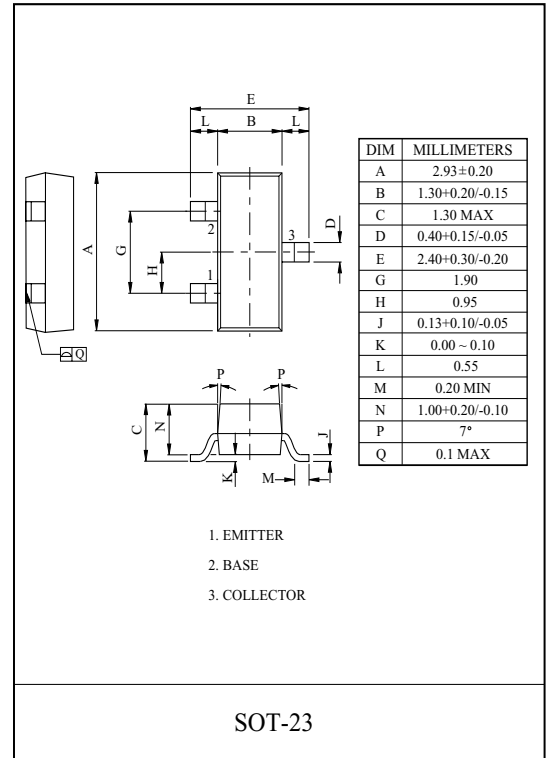 E
L B L
A
G
H
D
2
3
1
Q
DIM MILLIMETERS
A 2.93±0.20
B 1.30+0.20/-0.15
C 1.30 MAX
D 0.40+0.15/-0.05
E 2.40+0.30/-0.20
G 1.90
H 0.95
J 0.13+0.10/-0.05
K 0.00 ~ 0.10
L 0.55
M 0.20 MIN
N 1.00+0.20/-0.10
P 7°
Q 0.1 MAX
P P
C
N
K
M
J
1. EMITTER
2. BASE
3. COLLECTOR
SOT-23